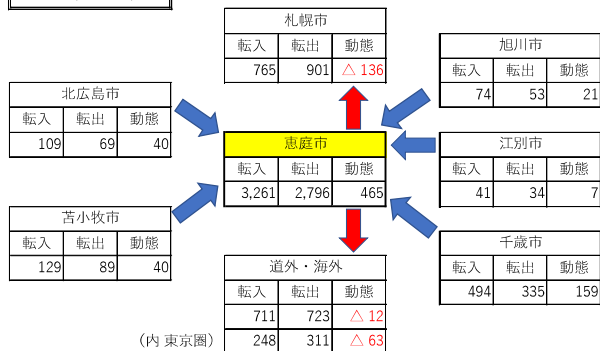 札幌市
転入 転出 動態
765 901 △ 136
旭川市
転入 転出 動態
74 53 21
北広島市
転入 転出 動態
109 69 40
恵庭市
転入 転出 動態
3,261 2,796 465
江別市
転入 転出 動態
41 34 7
苫小牧市
転入 転出 動態
129 89 40
千歳市
転入 転出 動態
494 335 159
道外・海外
転入 転出 動態
711 723 △ 12
(内 東京圏) 248 311 △ 63